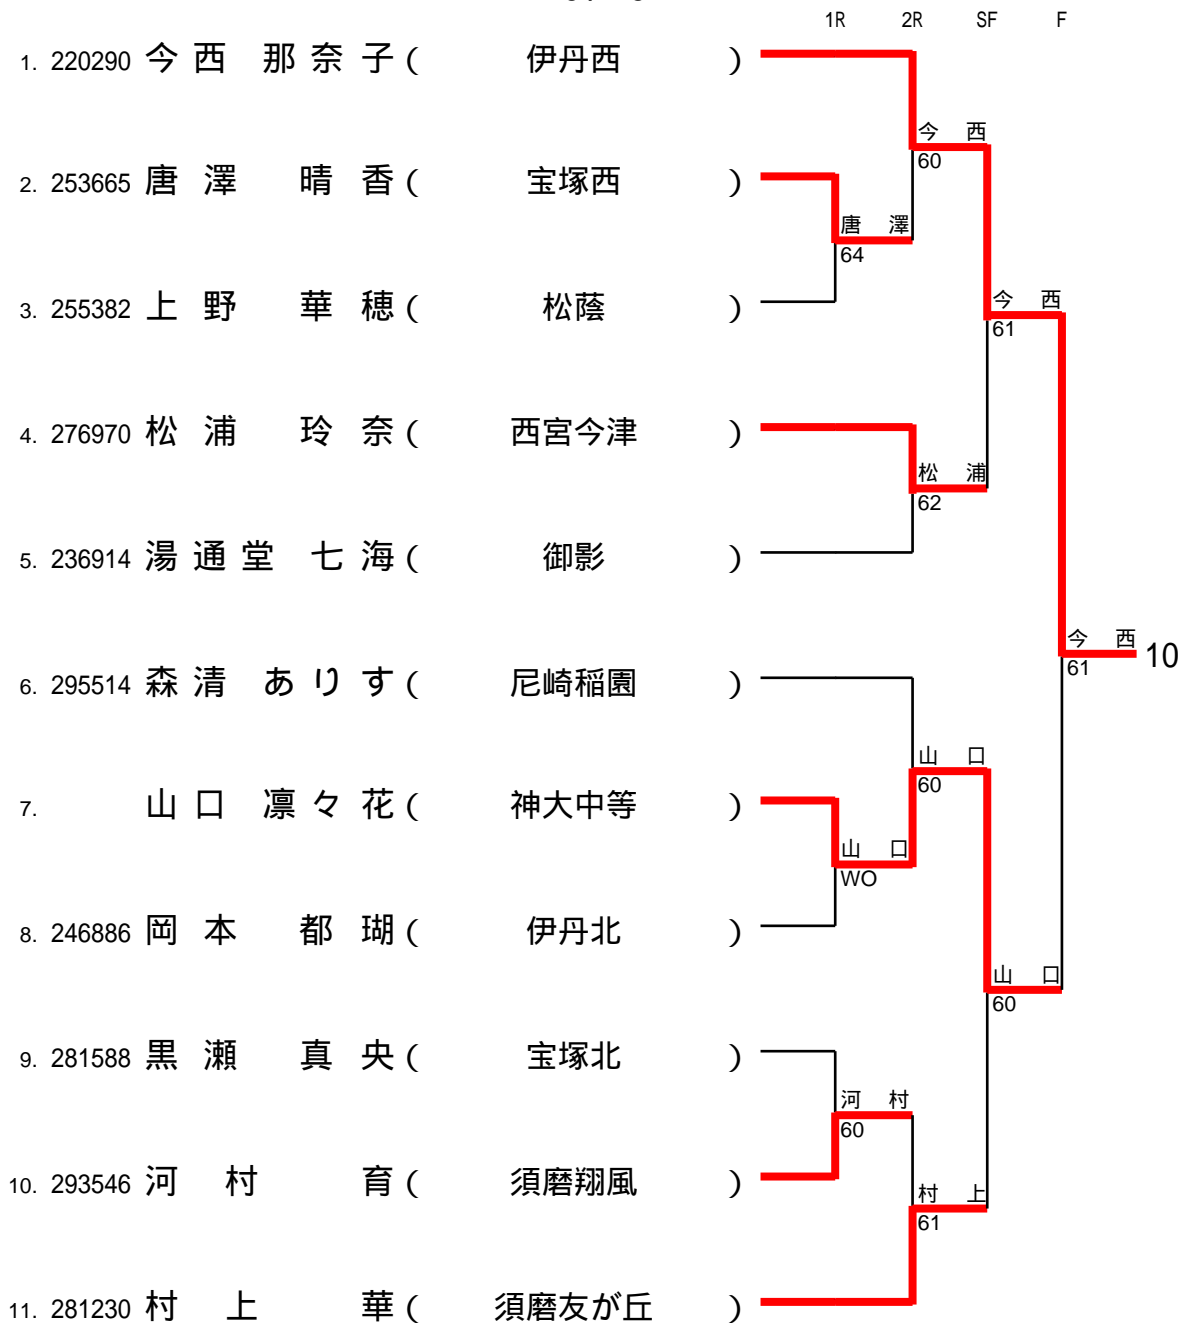 1R 2R SF F
1. 220290 今西 那奈子 ( 伊丹西 )
今西
60
2. 253665 唐澤 晴香 ( 宝塚西 )
唐澤
64
3. 255382 上野 華穂 ( 松蔭 )
今西
61
4. 276970 松浦 玲奈 ( 西宮今津 )
松浦
62
5. 236914 湯通堂 七海 ( 御影 )
今西 10
61
6. 295514 森清 ありす ( 尼崎稲園 )
山口
60
7. 山口 凛々花 ( 神大中等 )
山口
WO
8. 246886 岡本 都瑚 ( 伊丹北 )
山口
60
9. 281588 黒瀬 真央 ( 宝塚北 )
河村
60
10. 293546 河村 育 ( 須磨翔風 )
村上
61
11. 281230 村上 華 ( 須磨友が丘 )